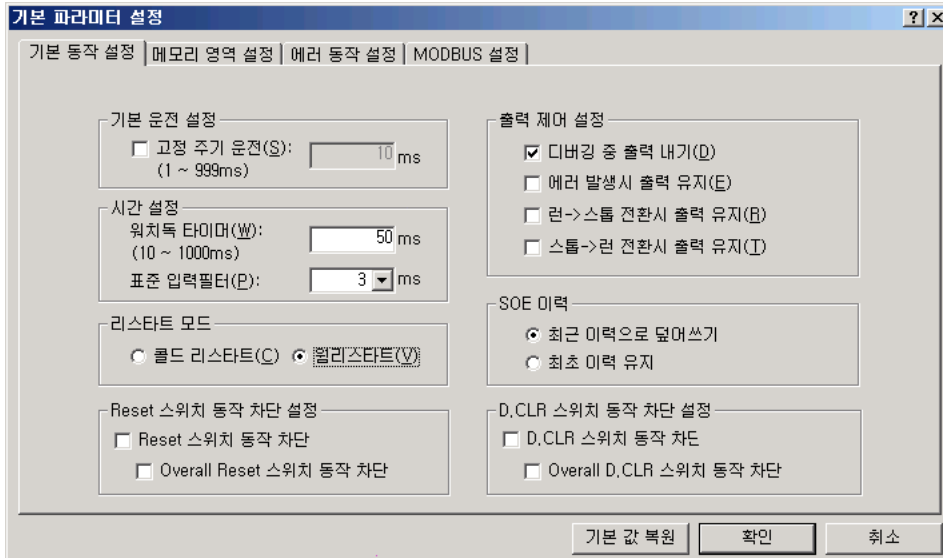 기본 파라미터 설정
기본 동작 설정 메모리 영역 설정 에러 동작 설정 MODBUS 설정
기본 운전 설정
고정 주기 운전(S): 10 ms
(1 ~ 999ms)
시간 설정
워치독 타이머(W): 50 ms
(10 ~ 1000ms)
표준 입력필터(P): 3 ms
리스타트 모드
콜드 리스타트(C) 웜리스타트(V)
Reset 스위치 동작 차단 설정
Reset 스위치 동작 차단
Overall Reset 스위치 동작 차단
출력 제어 설정
디버깅 중 출력 내기(D)
에러 발생시 출력 유지(E)
런->스톱 전환시 출력 유지(R)
스톱->런 전환시 출력 유지(T)
SOE 이력
최근 이력으로 덮어쓰기
최초 이력 유지
D.CLR 스위치 동작 차단 설정
D.CLR 스위치 동작 차단
Overall D.CLR 스위치 동작 차단
기본 값 복원 확인 취소